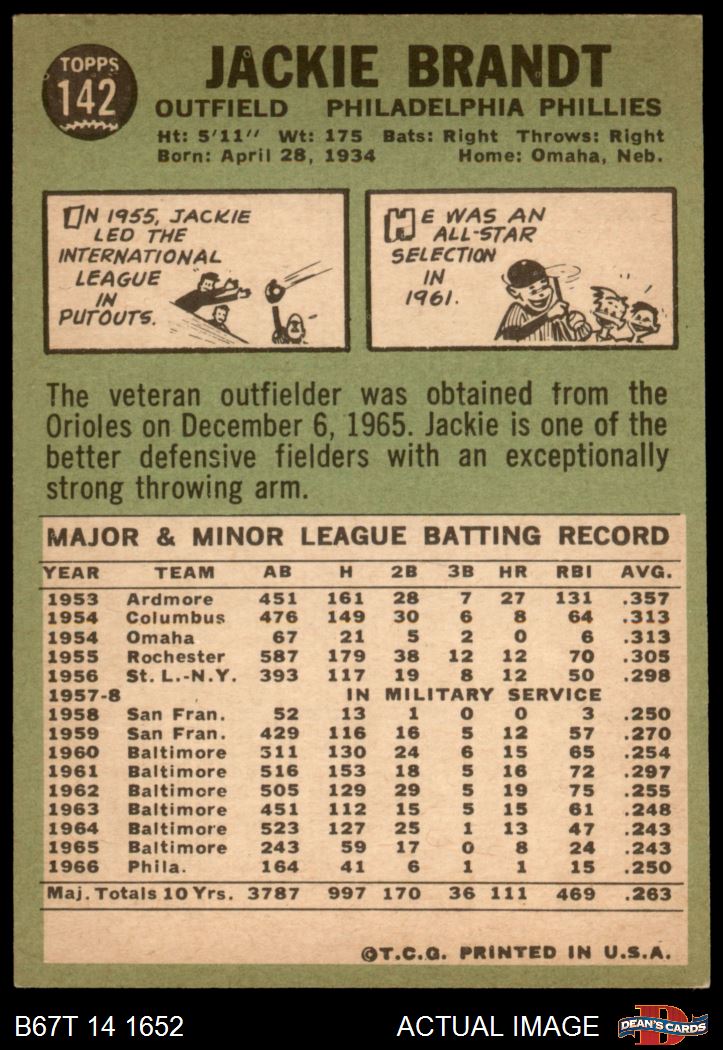 TOPPS
142
JACKIE BRANDT
OUTFIELD PHILADELPHIA PHILLIES
Ht: 5'11" Wt: 175 Bats: Right Throws: Right
Born: April 28, 1934 Home: Omaha, Neb.
IN 1955, JACKIE
LED THE
INTERNATIONAL
LEAGUE
IN
PUTOUTS.
HE WAS AN
ALL-STAR
SELECTION
IN
1961.
The veteran outfielder was obtained from the
Orioles on December 6, 1965. Jackie is one of the
better defensive fielders with an exceptionally
strong throwing arm.
MAJOR & MINOR LEAGUE BATTING RECORD
YEAR TEAM AB H 2B 3B HR RBI AVG.
1953 Ardmore 451 161 28 7 27 131 .357
1954 Columbus 476 149 30 6 8 64 .313
1954 Omaha 67 21 5 2 0 6 .313
1955 Rochester 587 179 38 12 12 70 .305
1956 St. L.-N.Y. 393 117 19 8 12 50 .298
1957-8 IN MILITARY SERVICE
1958 San Fran. 52 13 1 0 0 3 .250
1959 San Fran. 429 116 16 5 12 57 .270
1960 Baltimore 511 130 24 6 15 65 .254
1961 Baltimore 516 153 18 5 16 72 .297
1962 Baltimore 505 129 29 5 19 75 .255
1963 Baltimore 451 112 15 5 15 61 .248
1964 Baltimore 523 127 25 1 13 47 .243
1965 Baltimore 243 59 17 0 8 24 .243
1966 Phila. 164 41 6 1 1 15 .250
Maj. Totals 10 Yrs. 3787 997 170 36 111 469 .263
©T.C.G. PRINTED IN U.S.A.
B67T 14 1652 ACTUAL IMAGE
D
DEAN'S CARDS